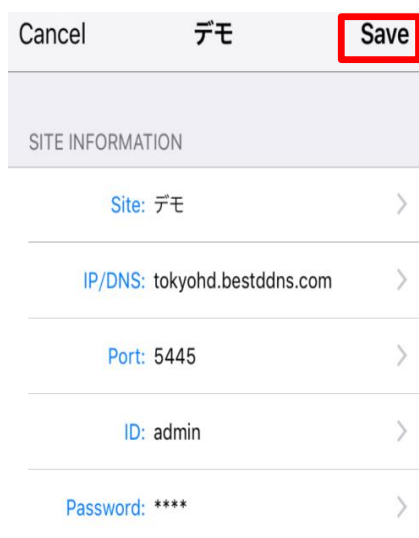 Cancel デモ Save
SITE INFORMATION
Site: デモ
IP/DNS: tokyohd.bestddns.com
Port: 5445
ID: admin
Password: ****